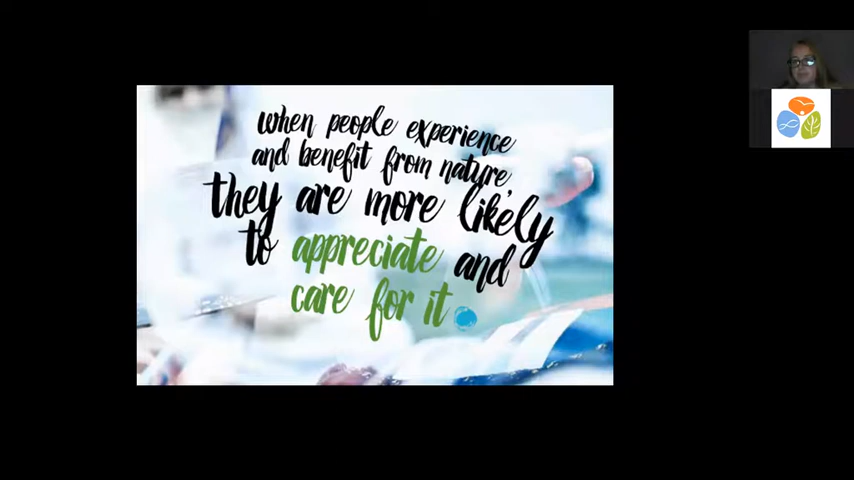 when people experience
and benefit from nature,
they are more likely
to appreciate and
care for it